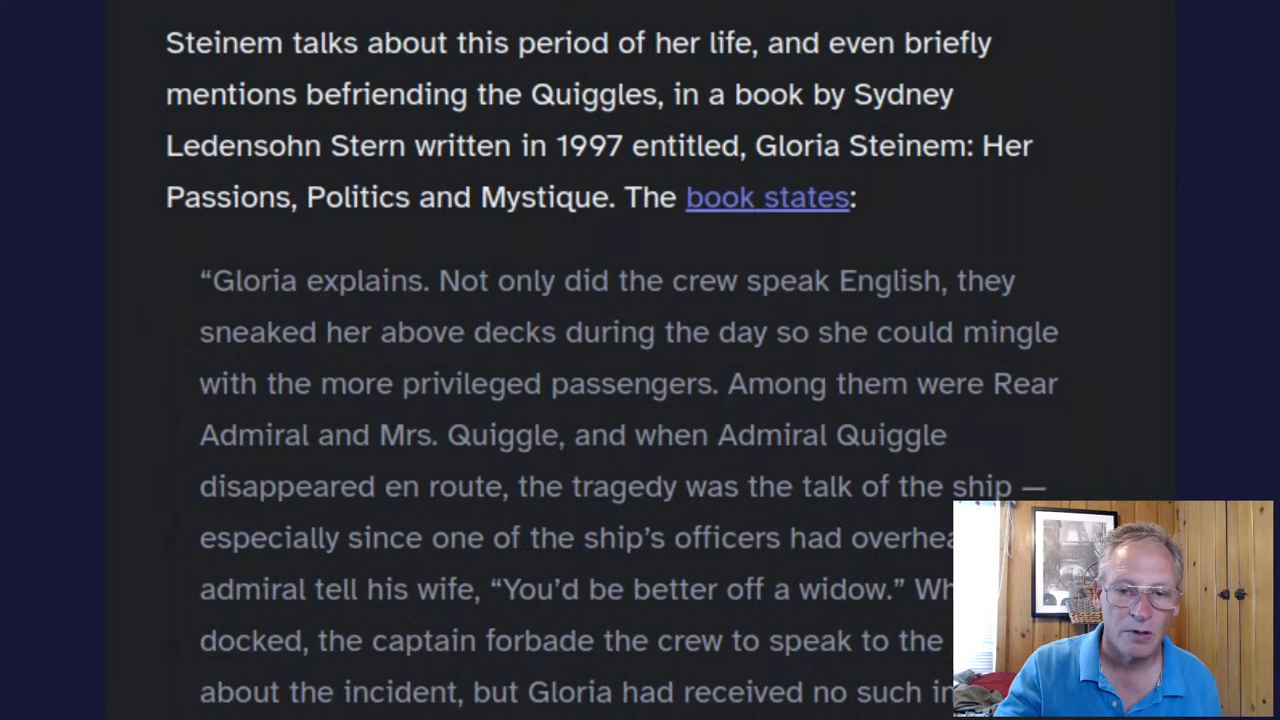 Steinem talks about this period of her life, and even briefly
mentions befriending the Quiggles, in a book by Sydney
Ledensohn Stern written in 1997 entitled, Gloria Steinem: Her
Passions, Politics and Mystique. The book states:
“Gloria explains. Not only did the crew speak English, they
sneaked her above decks during the day so she could mingle
with the more privileged passengers. Among them were Rear
Admiral and Mrs. Quiggle, and when Admiral Quiggle
disappeared en route, the tragedy was the talk of the ship —
especially since one of the ship’s officers had
admiral tell his wife, “You’d be better off a widow.”
docked, the captain forbade the crew to speak to the
about the incident, but Gloria had received no such